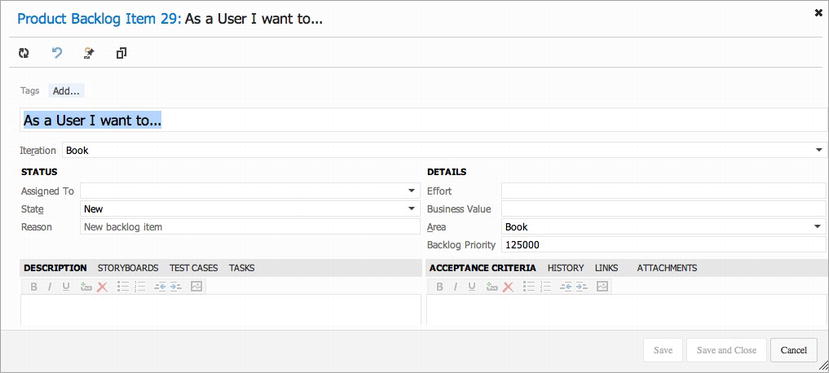 Product Backlog Item 29: As a User I want to...
Tags Add...
As a User I want to...
Iteration Book
STATUS
Assigned To
State New
Reason New backlog item
DETAILS
Effort
Business Value
Area Book
Backlog Priority 125000
DESCRIPTION STORYBOARDS TEST CASES TASKS
B I U
ACCEPTANCE CRITERIA HISTORY LINKS ATTACHMENTS
B I U
Save Save and Close Cancel